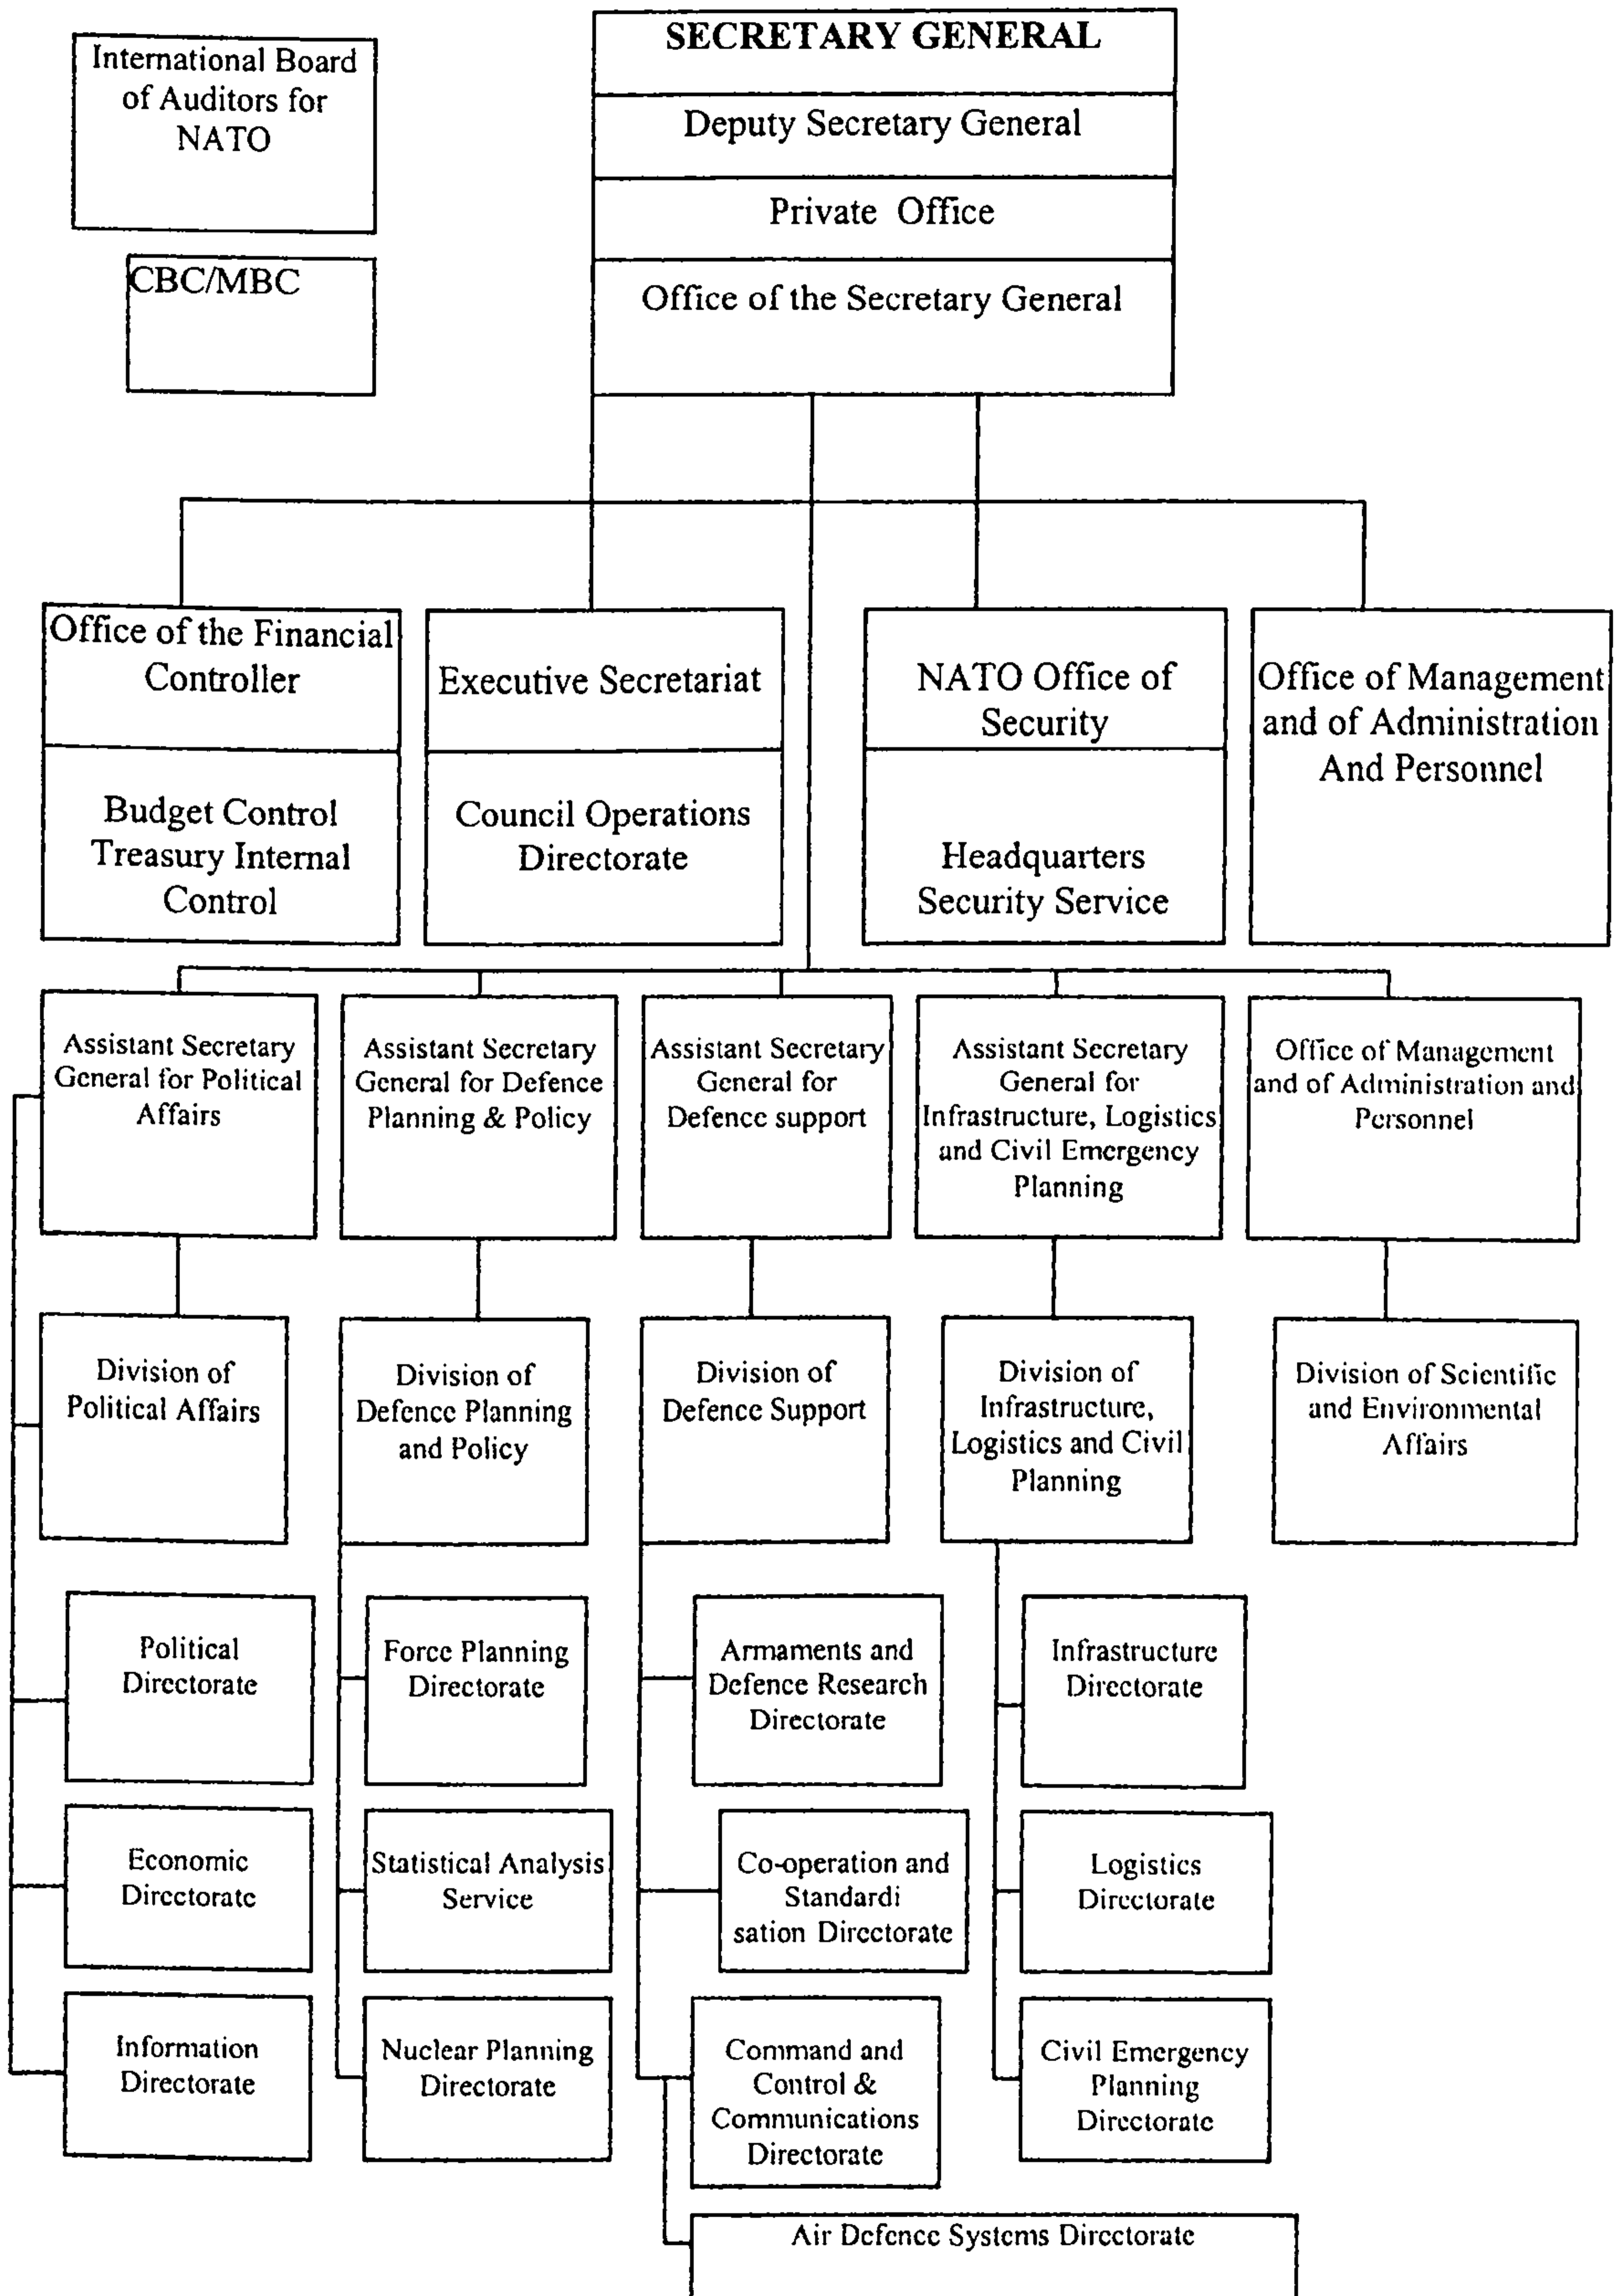 International Board
of Auditors for
NATO
CBC/MBC
SECRETARY GENERAL
Deputy Secretary General
Private Office
Office of the Secretary General
Office of the Financial
Controller
Budget Control
Treasury Internal
Control
Executive Secretariat
Council Operations
Directorate
NATO Office of
Security
Headquarters
Security Service
Office of Management
and of Administration
And Personnel
Assistant Secretary
General for Political
Affairs
Assistant Secretary
General for Defence
Planning & Policy
Assistant Secretary
General for
Defence support
Assistant Secretary
General for
Infrastructure, Logistics
and Civil Emergency
Planning
Office of Management
and of Administration and
Personnel
Division of
Political Affairs
Division of
Defence Planning
and Policy
Division of
Defence Support
Division of
Infrastructure,
Logistics and Civil
Planning
Division of Scientific
and Environmental
Affairs
Political
Directorate
Force Planning
Directorate
Armaments and
Defence Research
Directorate
Infrastructure
Directorate
Economic
Directorate
Statistical Analysis
Service
Co-operation and
Standardi
sation Directorate
Logistics
Directorate
Information
Directorate
Nuclear Planning
Directorate
Command and
Control &
Communications
Directorate
Civil Emergency
Planning
Directorate
Air Defence Systems Directorate